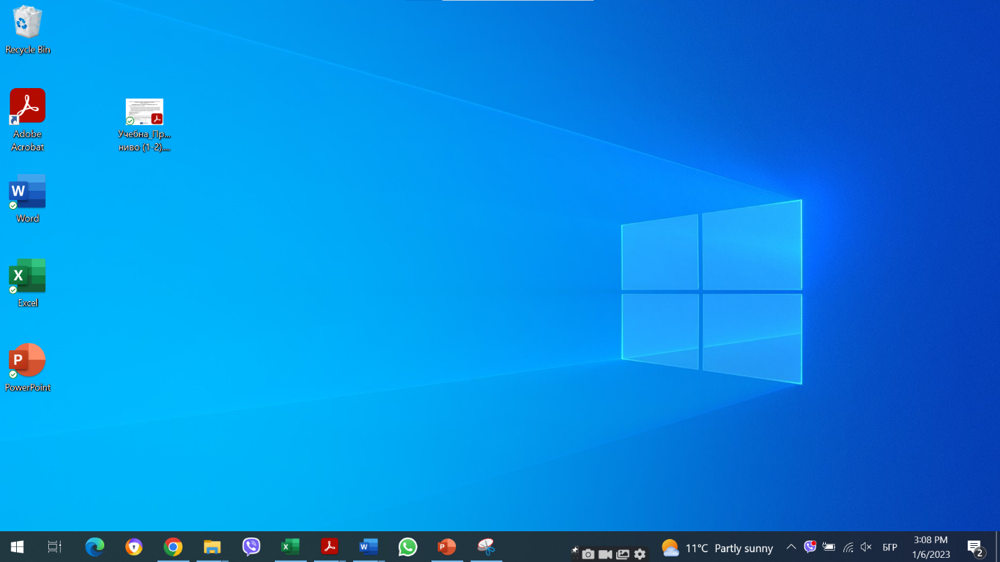 Recycle Bin
Adobe
Acrobat
Учебна_Пр...
ниво (1-2)....
Word
Excel
PowerPoint
11°C Partly sunny
БГР
3:08 PM
1/6/2023
2